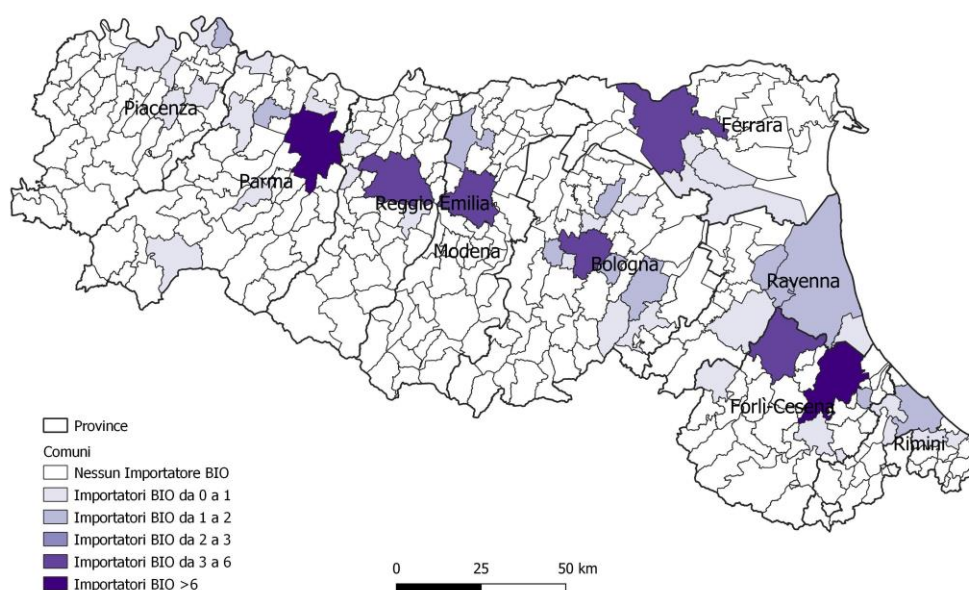 Piacenza
Ferrara
Parma
Reggio Emilia
Modena
Bologna
Ravenna
Forlì-Cesena
Rimini
Province
Comuni
Nessun Importatore BIO
Importatori BIO da 0 a 1
Importatori BIO da 1 a 2
Importatori BIO da 2 a 3
Importatori BIO da 3 a 6
Importatori BIO >6
0 25 50 km